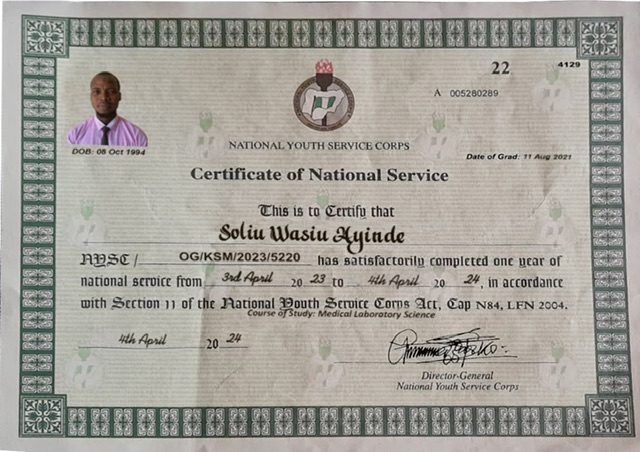 22
4129
A 005280289
DOB: 08 Oct 1994
NATIONAL YOUTH SERVICE CORPS
Date of Grad: 11 Aug 2021
Certificate of National Service
This is to Certify that
Soliu Wasiu Ayinde
NYSC/ OG/KSM/2023/5220 has satisfactorily completed one year of
national service from 3rd April 20 23 to 4th April 20 24, in accordance
with Section 11 of the National Youth Service Corps Act, Cap N84, LFN 2004.
Course of Study: Medical Laboratory Science
4th April 20 24
Director-General
National Youth Service Corps